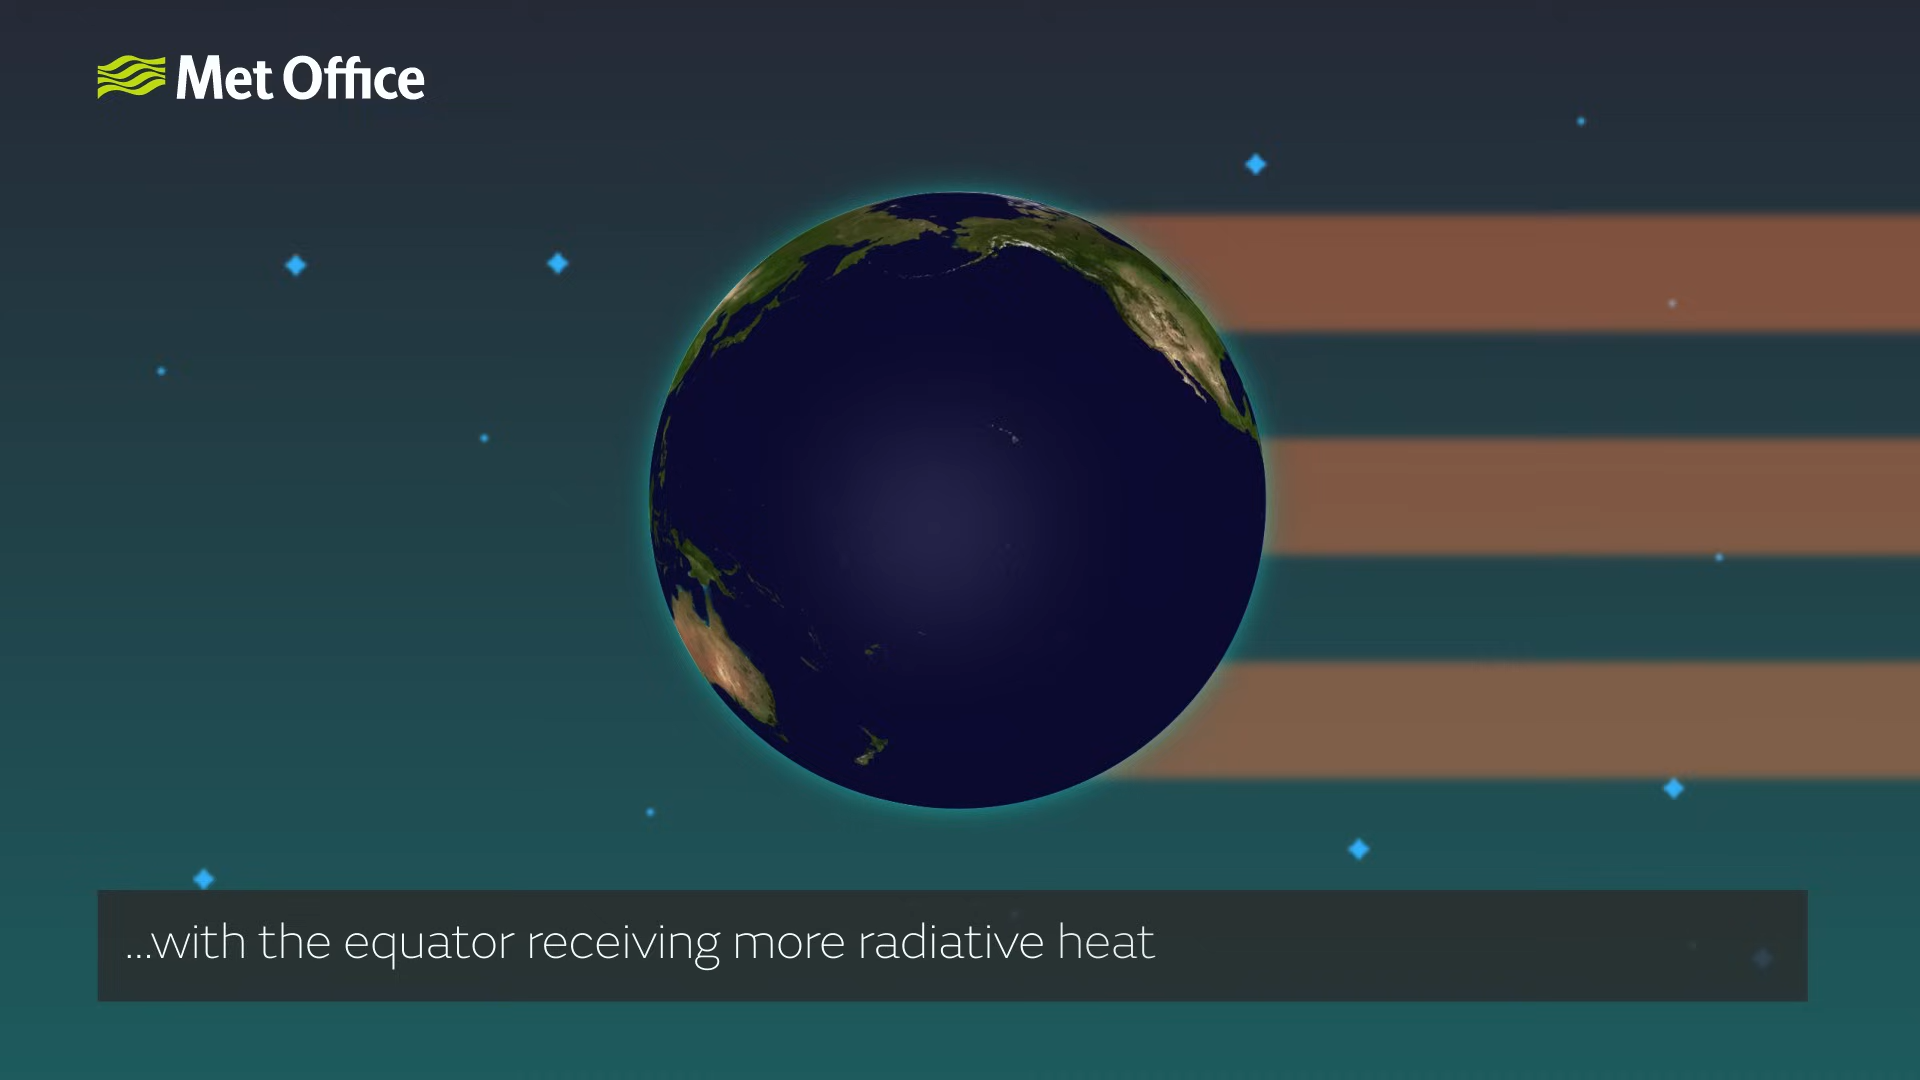 Met Office
...with the equator receiving more radiative heat